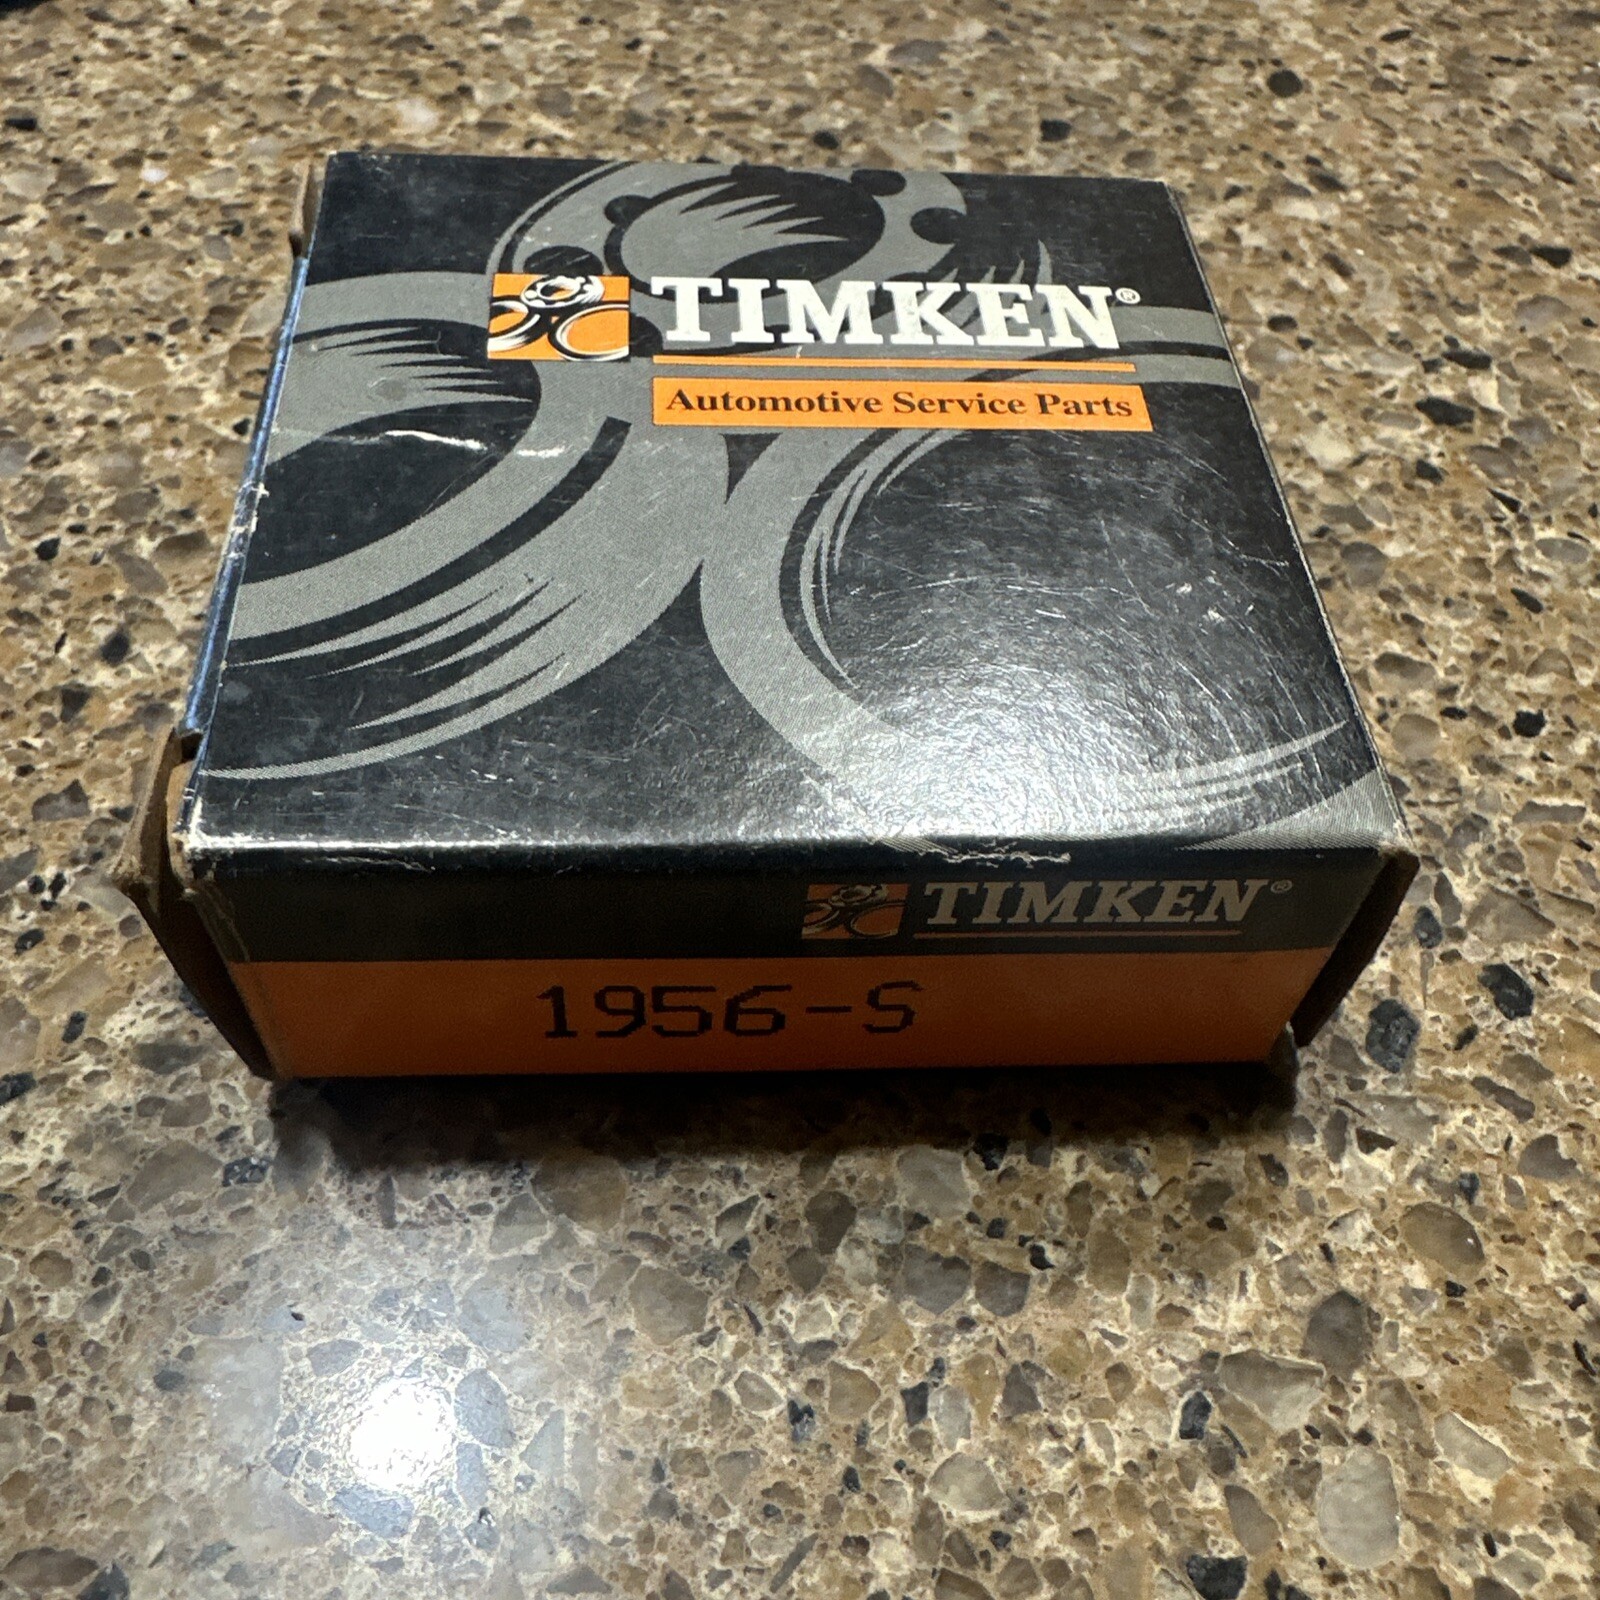 TIMKEN®
Automotive Service Parts
TIMKEN®
1956-S